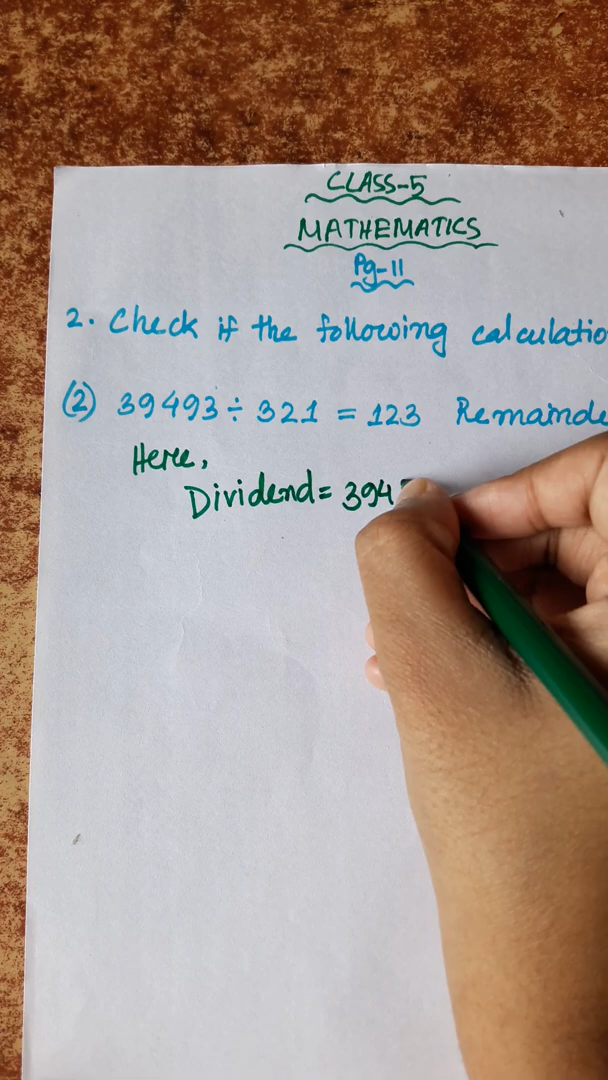 CLASS-5
MATHEMATICS
Pg-11
2. Check if the following calculatio
(2) 39493 ÷ 321 = 123 Remainde
Here,
Dividend = 394